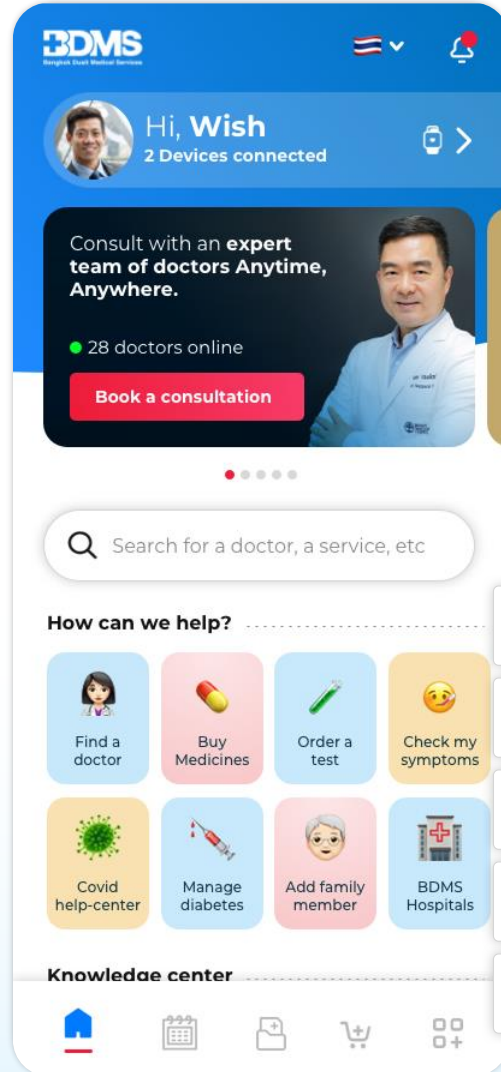 BDMS
Bangkok Dusit Medical Services
Hi, Wish
2 Devices connected
Consult with an expert
team of doctors Anytime,
Anywhere.
28 doctors online
Book a consultation
Search for a doctor, a service, etc
How can we help?
Find a
doctor
Buy
Medicines
Order a
test
Check my
symptoms
Covid
help-center
Manage
diabetes
Add family
member
BDMS
Hospitals
Knowledge center